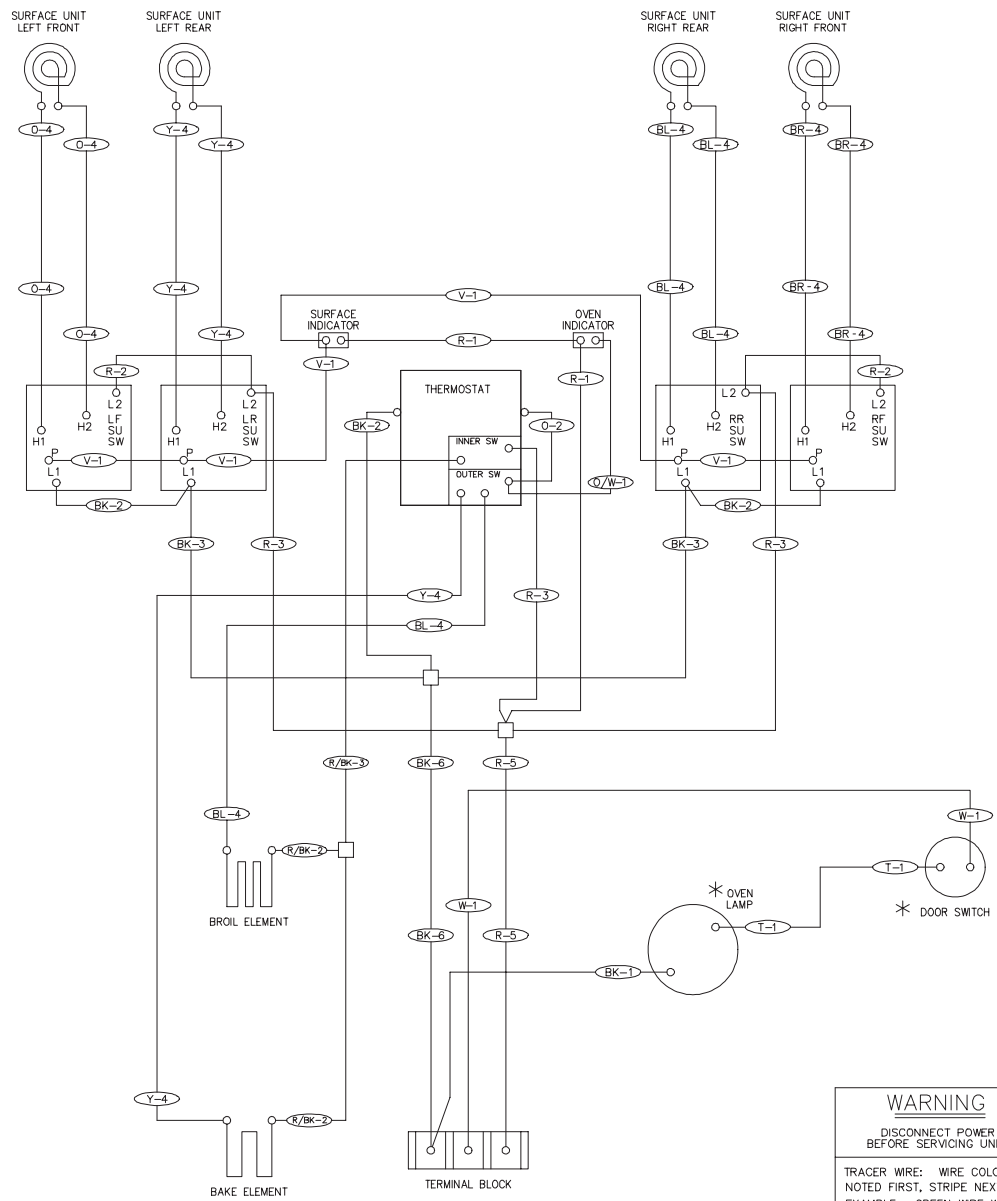 SURFACE UNIT
LEFT FRONT
SURFACE UNIT
LEFT REAR
SURFACE UNIT
RIGHT REAR
SURFACE UNIT
RIGHT FRONT
O-4
O-4
Y-4
Y-4
BL-4
BL-4
BR-4
BR-4
O-4
O-4
Y-4
Y-4
BL-4
BL-4
BR-4
BR-4
V-1
SURFACE
INDICATOR
OVEN
INDICATOR
R-1
V-1
R-1
R-2
R-2
L2
H2
LF
SU
SW
H1
P
L1
V-1
L2
H2
LR
SU
SW
H1
P
L1
V-1
THERMOSTAT
BK-2
O-2
INNER SW
OUTER SW
O/W-1
L2
H2
RR
SU
SW
H1
P
L1
V-1
L2
H2
RF
SU
SW
H1
P
L1
BK-2
BK-2
BK-3
R-3
BK-3
R-3
Y-4
R-3
BL-4
R/BK-3
BK-6
R-5
BL-4
W-1
R/BK-2
T-1
BROIL ELEMENT
W-1
OVEN
LAMP
DOOR SWITCH
BK-6
R-5
T-1
BK-1
Y-4
R/BK-2
BAKE ELEMENT
TERMINAL BLOCK
WARNING
DISCONNECT POWER
BEFORE SERVICING
TRACER WIRE: WIRE
NOTED FIRST, STRIPE